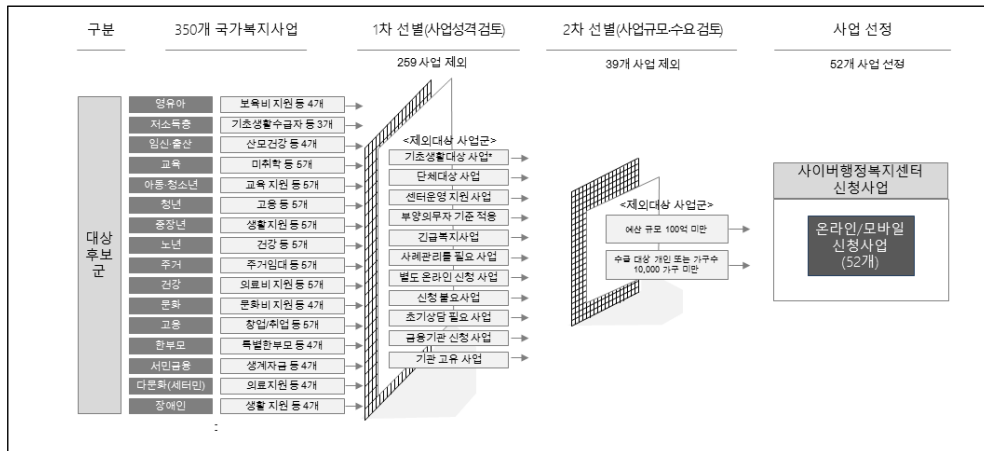 구분
350개 국가복지사업
1차 선별(사업성격검토)
2차 선별(사업규모·수요검토)
사업 선정
259 사업 제외
39개 사업 제외
52개 사업 선정
대상
후보
군
영유아
보육비 지원 등 4개
저소득층
기초생활수급자 등 3개
임신·출산
산모건강 등 4개
교육
미취학 등 5개
아동·청소년
교육 지원 등 5개
청년
고용 등 5개
중장년
생활지원 등 5개
노년
건강 등 5개
주거
주거임대 등 5개
건강
의료비 지원 등 5개
문화
문화비 지원 등 4개
고용
창업/취업 등 5개
한부모
특별한부모 등 4개
서민금융
생계자금 등 4개
다문화(새터민)
의료지원 등 4개
장애인
생활 지원 등 4개
:
<제외대상 사업군>
기초생활대상 사업*
단체대상 사업
센터운영 지원 사업
부양의무자 기준 적용
긴급복지사업
사례관리를 필요 사업
별도 온라인 신청 사업
신청 불요사업
초기상담 필요 사업
금융기관 신청 사업
기관 고유 사업
<제외대상 사업군>
예산 규모 100억 미만
수급 대상 개인 또는 가구수
10,000 가구 미만
사이버행정복지센터
신청사업
온라인/모바일
신청사업
(52개)